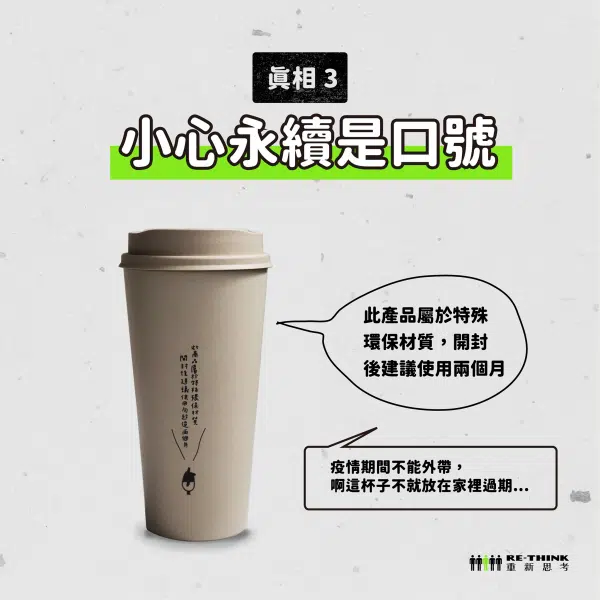 真相 3
小心永續是口號
此產品屬於特殊
環保材質，開封
後建議使用兩個月
疫情期間不能外帶，
啊這杯子不就放在家裡過期...
RE-THINK
重新思考